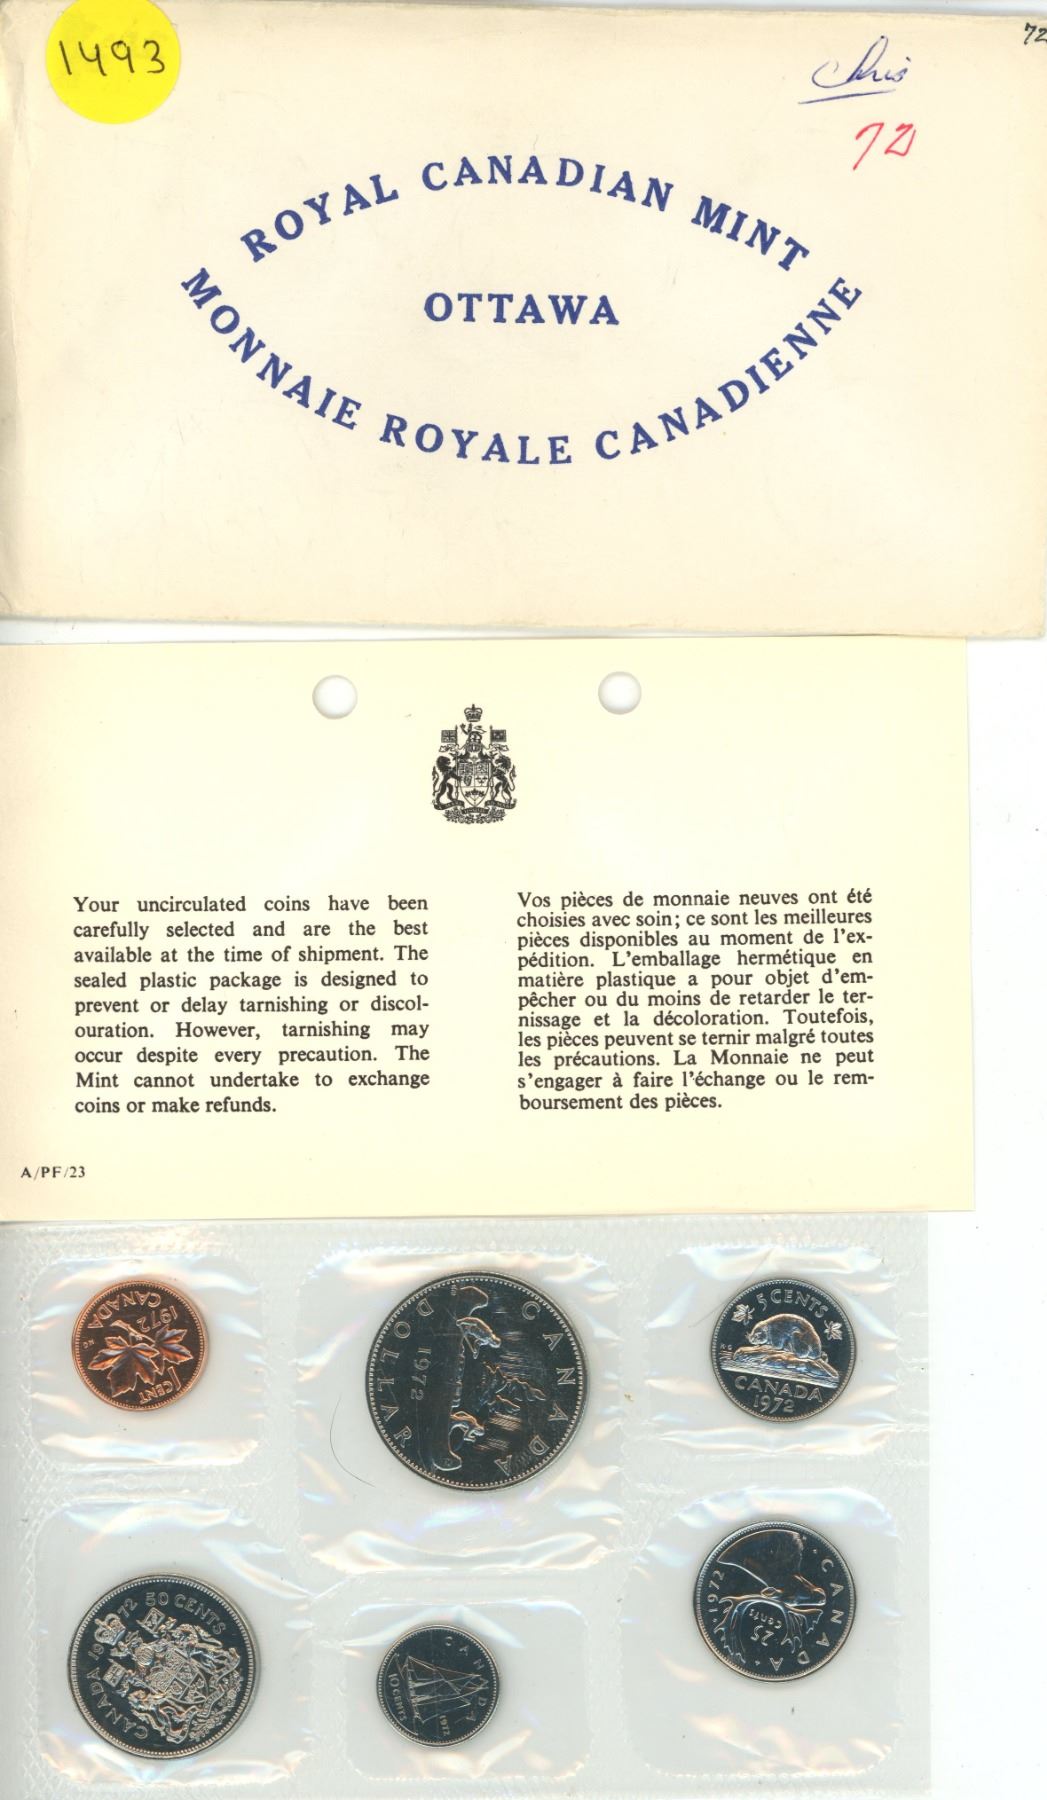 1493
72
Chris
72
ROYAL CANADIAN MINT
OTTAWA
MONNAIE ROYALE CANADIENNE
Your uncirculated coins have been
carefully selected and are the best
available at the time of shipment. The
sealed plastic package is designed to
prevent or delay tarnishing or discol-
ouration. However, tarnishing may
occur despite every precaution. The
Mint cannot undertake to exchange
coins or make refunds.
Vos pièces de monnaie neuves ont été
choisies avec soin; ce sont les meilleures
pièces disponibles au moment de l'ex-
pédition. L'emballage hermétique en
matière plastique a pour objet d'em-
pêcher ou du moins de retarder le ter-
nissage et la décoloration. Toutefois,
les pièces peuvent se ternir malgré toutes
les précautions. La Monnaie ne peut
s'engager à faire l'échange ou le rem-
boursement des pièces.
A/PF/23
1 CENT
CANADA
1972
CANADA
1972
DOLLAR
5 CENTS
KG
CANADA
1972
50 CENTS
CANADA 1972
CANADA
1972
10 CENTS
CANADA
1972
25
cents